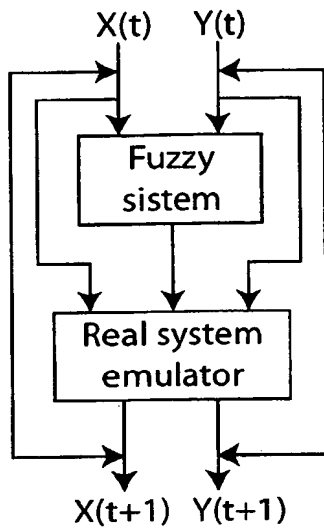 X(t) Y(t)
Fuzzy
sistem
Real system
emulator
X(t+1) Y(t+1)